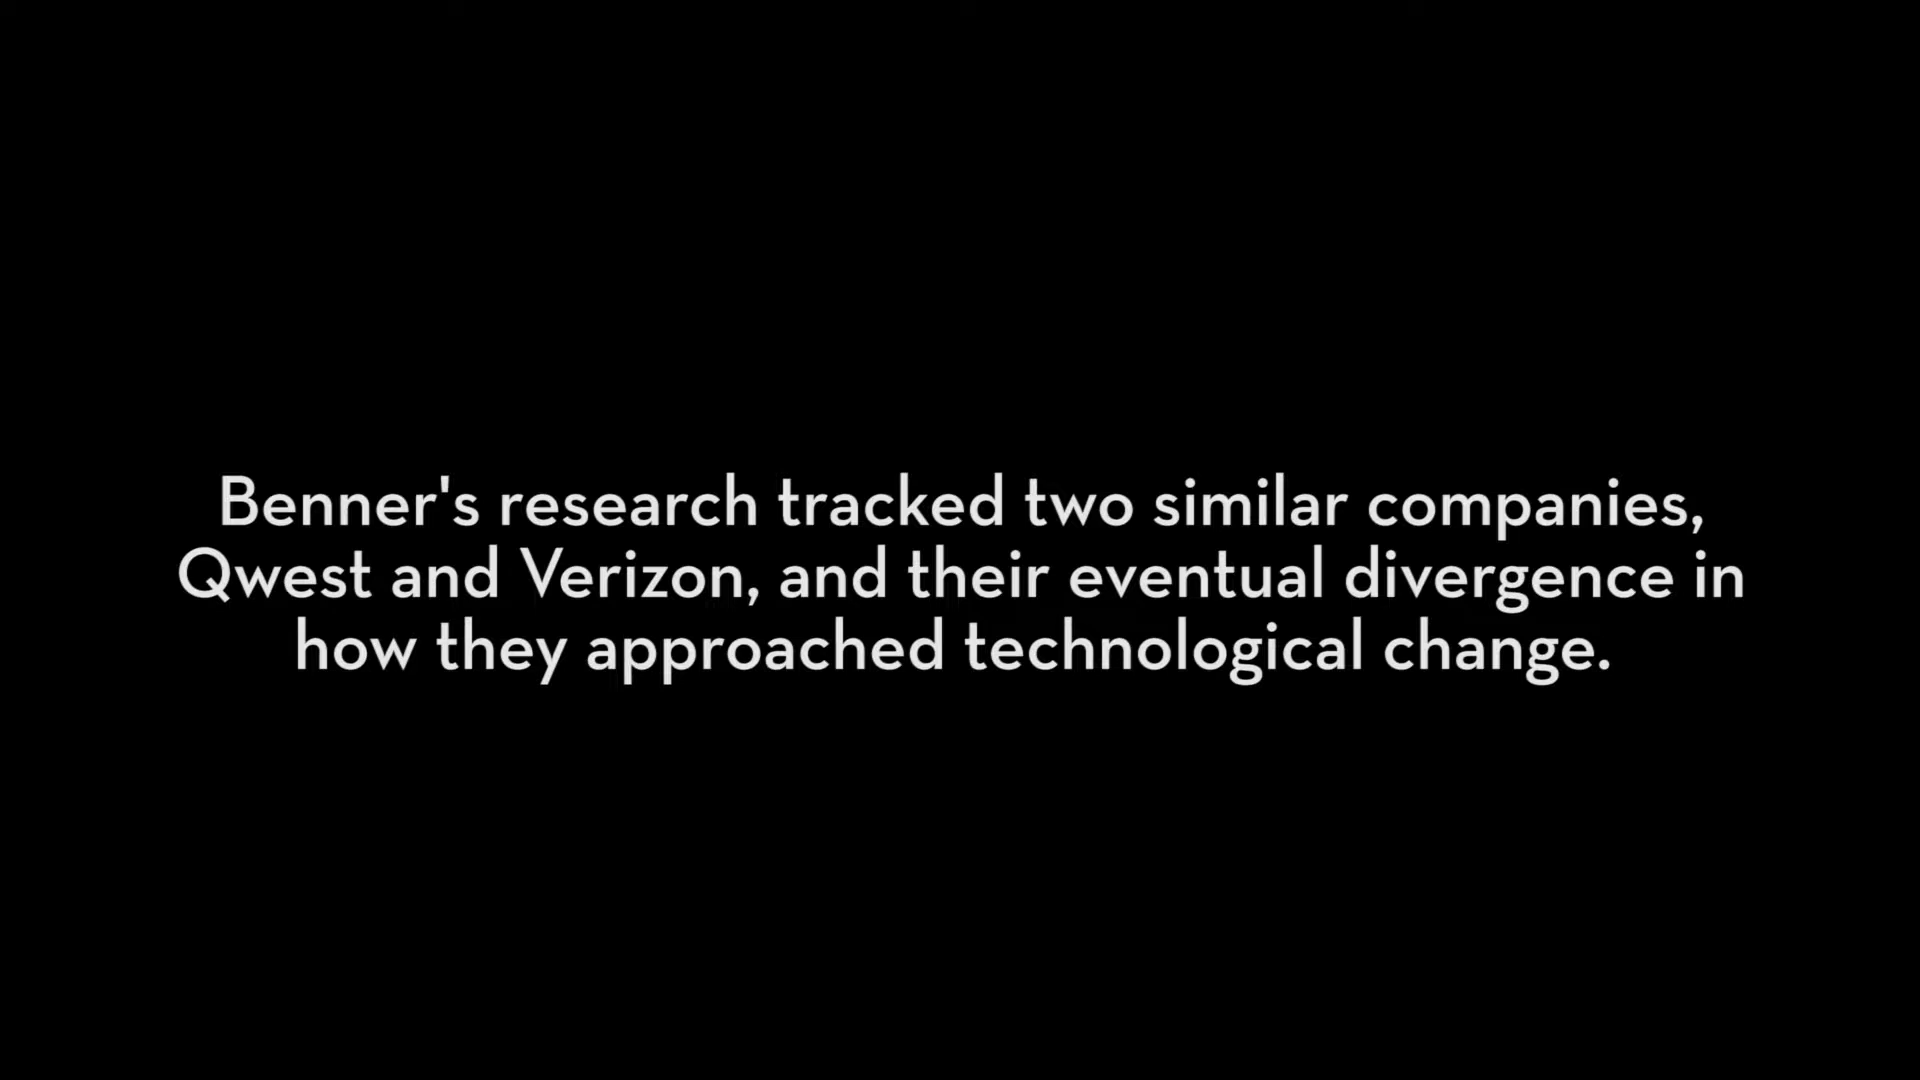 Benner's research tracked two similar companies,
Qwest and Verizon, and their eventual divergence in
how they approached technological change.